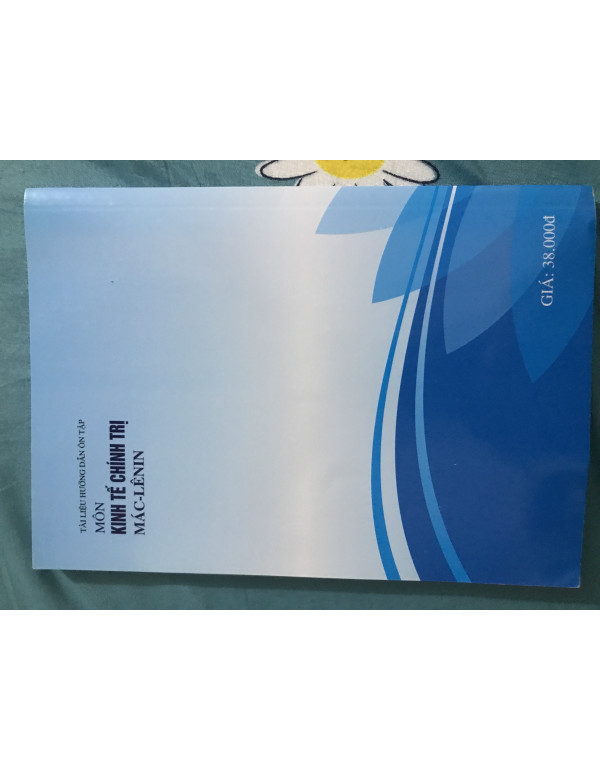 TÀI LIỆU HƯỚNG DẪN ÔN TẬP
MÔN
KINH TẾ CHÍNH TRỊ
MÁC-LÊNIN
GIÁ: 38.000đ